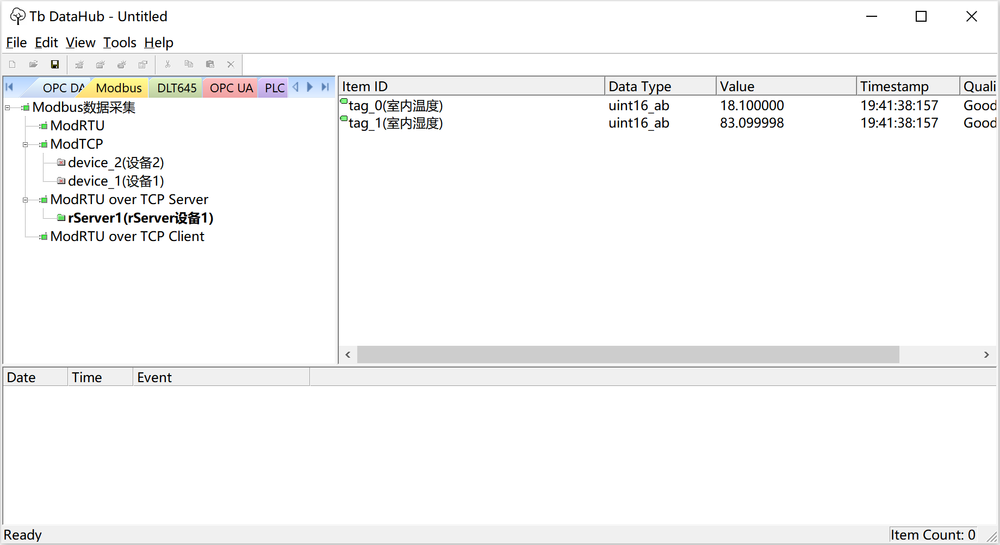 Tb DataHub - Untitled
File Edit View Tools Help
OPC DA Modbus DLT645 OPC UA PLC
Modbus数据采集
ModRTU
ModTCP
device_2(设备2)
device_1(设备1)
ModRTU over TCP Server
rServer1(rServer设备1)
ModRTU over TCP Client
Item ID Data Type Value Timestamp Quali
tag_0(室内温度) uint16_ab 18.100000 19:41:38:157 Good
tag_1(室内湿度) uint16_ab 83.099998 19:41:38:157 Good
Date Time Event
Ready Item Count: 0